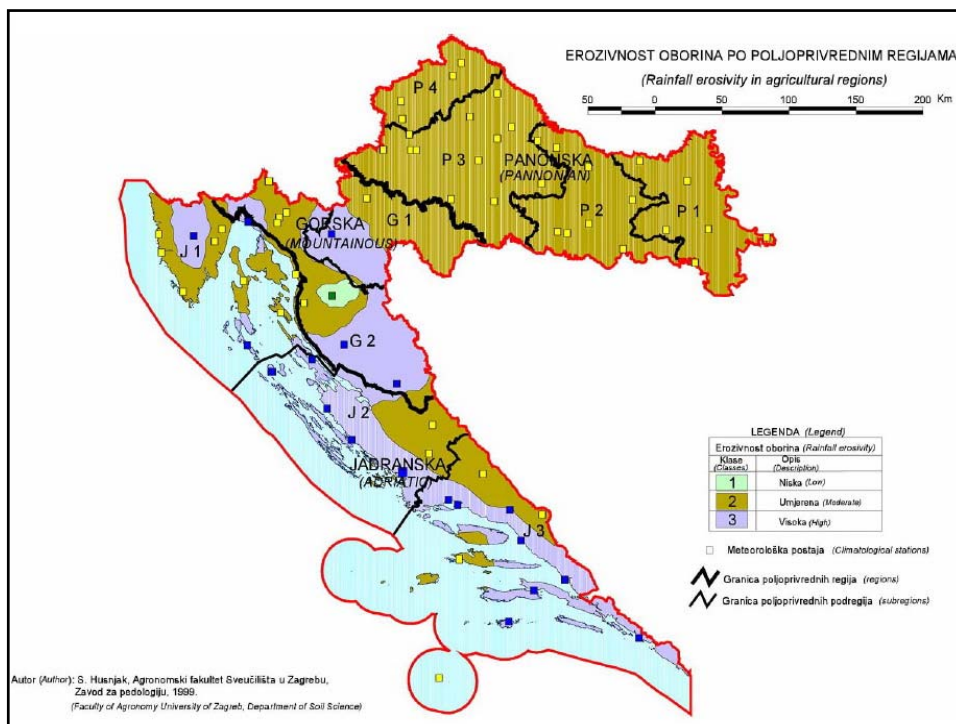 EROZIVNOST OBORINA PO POLJOPRIVREDNIM REGIJAMA
(Rainfall erosivity in agricultural regions)
50 0 50 100 150 200 Km
P 4
P 3
PANONSKA
(PANNONIAN)
P 2
P 1
G 1
GORSKA
(MOUNTAINOUS)
J 1
G 2
J 2
JADRANSKA
(ADRIATIC)
J 3
LEGENDA (Legend)
Erozivnost oborina (Rainfall erosivity)
Klase Opis
(Classes) (Description)
1 Niska (Low)
2 Umjerena (Moderate)
3 Visoka (High)
Meteorološka postaja (Climatological stations)
Granica poljoprivrednih regija (regions)
Granica poljoprivrednih podregija (subregions)
Autor (Author): S. Husnjak, Agronomski fakultet Sveučilišta u Zagrebu,
Zavod za pedologiju, 1999.
(Faculty of Agronomy University of Zagreb, Department of Soil Science)